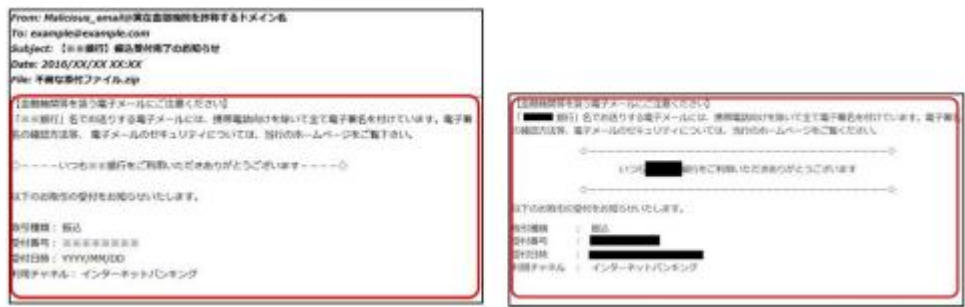 From: Malicious_email@実在金融機関を詐称するドメイン名
To: example@example.com
Subject: 【※※銀行】振込受付完了のお知らせ
Date: 2016/XX/XX XX:XX
File: 不審な添付ファイル.zip
【金融機関等を装う電子メールにご注意ください】
「※※銀行」名でお送りする電子メールには、携帯電話向けを除いて全て電子署名を付けています。電子署
名の確認方法等、電子メールのセキュリティについては、当行のホームページをご覧下さい。
◇－－－－いつも※※銀行をご利用いただきありがとうございます－－－－◇
以下のお取引の受付をお知らせいたします。
取引種類： 振込
受付番号： ※※※※※※※※
受付日時： YYYY/MM/DD
利用チャネル： インターネットバンキング
【金融機関等を装う電子メールにご注意ください】
「 銀行」名でお送りする電子メールには、携帯電話向けを除いて全て電子署名を付けています。電子署
名の確認方法等、電子メールのセキュリティについては、当行のホームページをご覧ください。
いつも 銀行をご利用いただきありがとうございます
以下のお取引の受付をお知らせいたします。
取引種類 ： 振込
受付番号 ：
受付日時 ：
利用チャネル ： インターネットバンキング